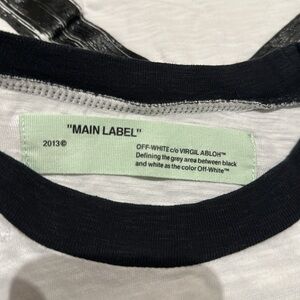 "MAIN LABEL"
2013©
OFF-WHITE c/o VIRGIL ABLOH™
Defining the grey area between black
and white as the color Off-White™